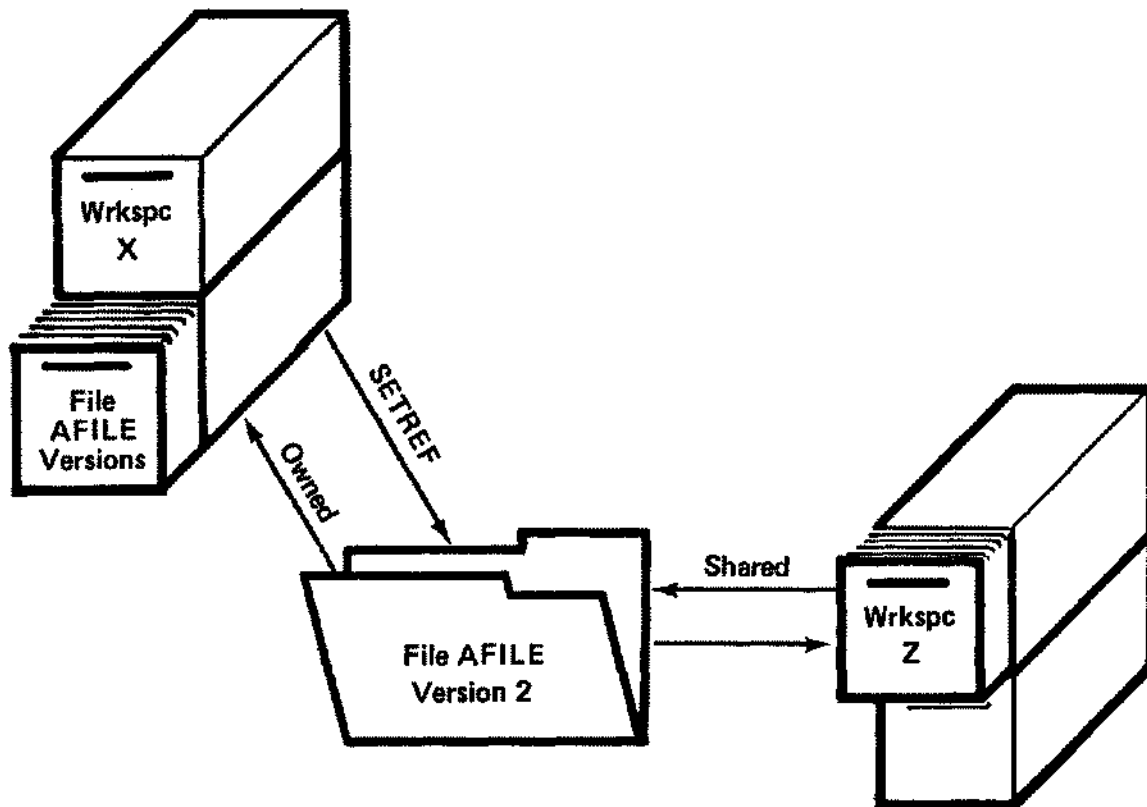 Wrkspc
X
File
AFILE
Versions
SETREF
Owned
Shared
File AFILE
Version 2
Wrkspc
Z